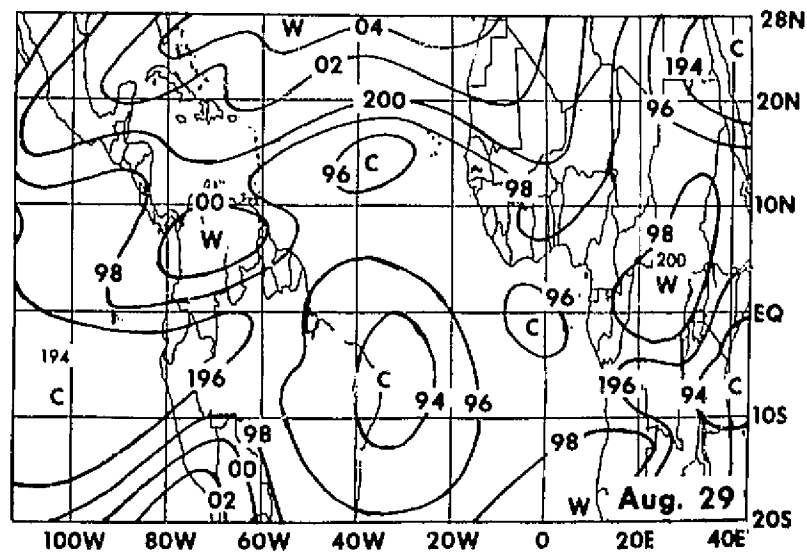 W 04 28N
02 C
194
200 20N
96
96 C
98
00 10N
W 98
98 200
W
96 EQ
C
194
196 C 196 94 C
C 94 96
10S
98 98
00
02 W Aug. 29 20S
100W 80W 60W 40W 20W 0 20E 40E